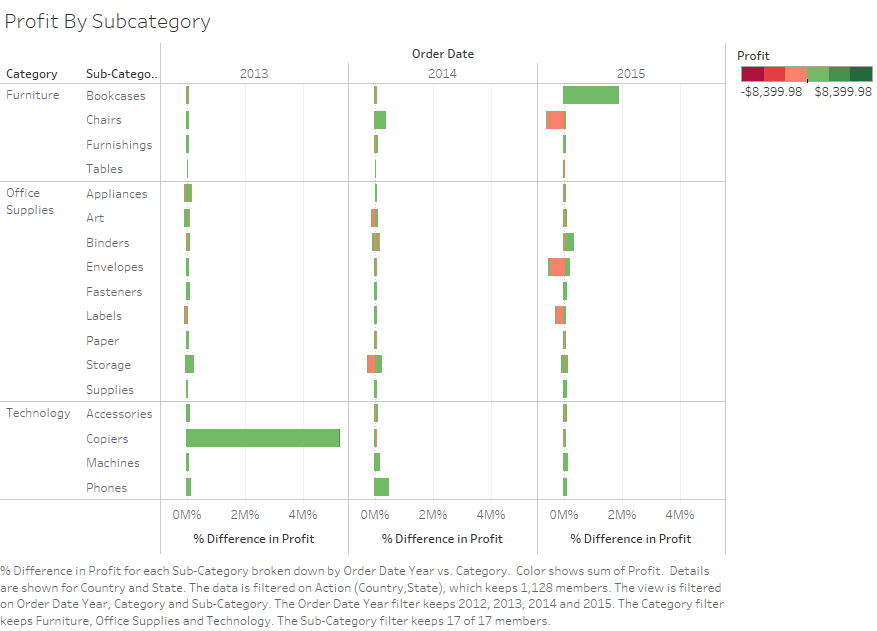 Profit By Subcategory
Order Date
Category Sub-Catego.. 2013 2014 2015
Profit
-$8,399.98 $8,399.98
Furniture Bookcases
Chairs
Furnishings
Tables
Office Supplies Appliances
Art
Binders
Envelopes
Fasteners
Labels
Paper
Storage
Supplies
Technology Accessories
Copiers
Machines
Phones
0M% 2M% 4M% 0M% 2M% 4M% 0M% 2M% 4M%
% Difference in Profit % Difference in Profit % Difference in Profit
% Difference in Profit for each Sub-Category broken down by Order Date Year vs. Category. Color shows sum of Profit. Details
are shown for Country and State. The data is filtered on Action (Country,State), which keeps 1,128 members. The view is filtered
on Order Date Year, Category and Sub-Category. The Order Date Year filter keeps 2012, 2013, 2014 and 2015. The Category filter
keeps Furniture, Office Supplies and Technology. The Sub-Category filter keeps 17 of 17 members.